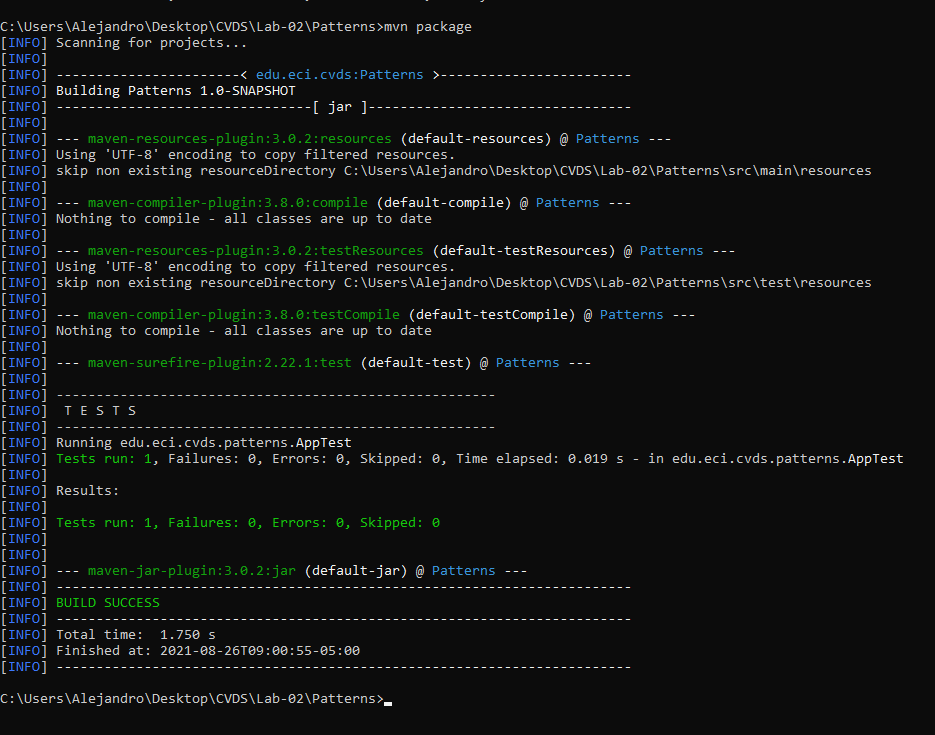 C:\Users\Alejandro\Desktop\CVDS\Lab-02\Patterns>mvn package
[INFO] Scanning for projects...
[INFO]
[INFO] -----------------------< edu.eci.cvds:Patterns >------------------------
[INFO] Building Patterns 1.0-SNAPSHOT
[INFO] --------------------------------[ jar ]---------------------------------
[INFO]
[INFO] --- maven-resources-plugin:3.0.2:resources (default-resources) @ Patterns ---
[INFO] Using 'UTF-8' encoding to copy filtered resources.
[INFO] skip non existing resourceDirectory C:\Users\Alejandro\Desktop\CVDS\Lab-02\Patterns\src\main\resources
[INFO]
[INFO] --- maven-compiler-plugin:3.8.0:compile (default-compile) @ Patterns ---
[INFO] Nothing to compile - all classes are up to date
[INFO]
[INFO] --- maven-resources-plugin:3.0.2:testResources (default-testResources) @ Patterns ---
[INFO] Using 'UTF-8' encoding to copy filtered resources.
[INFO] skip non existing resourceDirectory C:\Users\Alejandro\Desktop\CVDS\Lab-02\Patterns\src\test\resources
[INFO]
[INFO] --- maven-compiler-plugin:3.8.0:testCompile (default-testCompile) @ Patterns ---
[INFO] Nothing to compile - all classes are up to date
[INFO]
[INFO] --- maven-surefire-plugin:2.22.1:test (default-test) @ Patterns ---
[INFO]
[INFO] -------------------------------------------------------
[INFO]  T E S T S
[INFO] -------------------------------------------------------
[INFO] Running edu.eci.cvds.patterns.AppTest
[INFO] Tests run: 1, Failures: 0, Errors: 0, Skipped: 0, Time elapsed: 0.019 s - in edu.eci.cvds.patterns.AppTest
[INFO]
[INFO] Results:
[INFO]
[INFO] Tests run: 1, Failures: 0, Errors: 0, Skipped: 0
[INFO]
[INFO]
[INFO] --- maven-jar-plugin:3.0.2:jar (default-jar) @ Patterns ---
[INFO] ------------------------------------------------------------------------
[INFO] BUILD SUCCESS
[INFO] ------------------------------------------------------------------------
[INFO] Total time:  1.750 s
[INFO] Finished at: 2021-08-26T09:00:55-05:00
[INFO] ------------------------------------------------------------------------
C:\Users\Alejandro\Desktop\CVDS\Lab-02\Patterns>